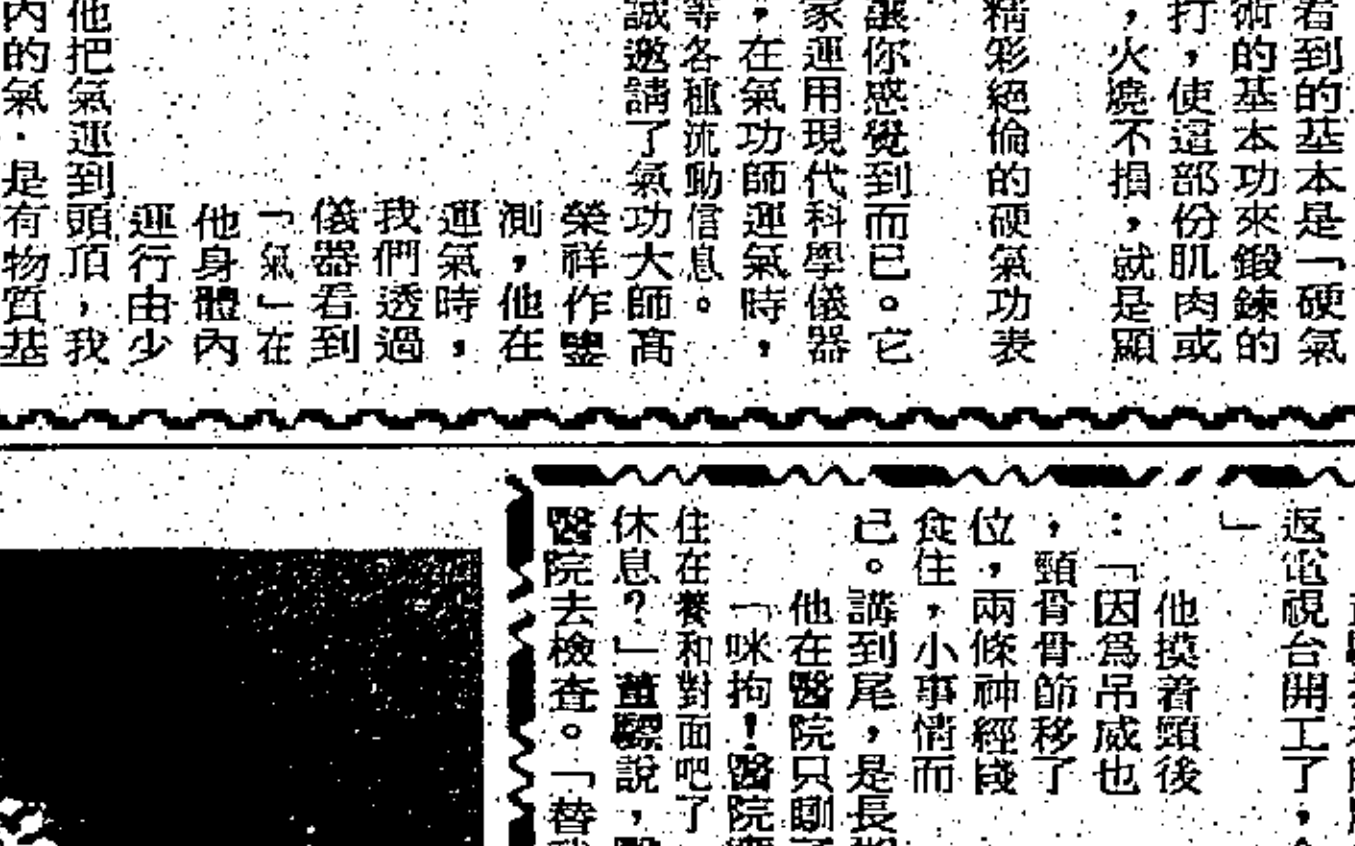 看到的基本是「硬氣
術的基本功來鍛鍊的
打，使這部份肌肉或
，火燒不損，就是顯
精彩絕倫的硬氣功表
讓你感覺到而已。它
家運用現代科學儀器
，在氣功師運氣時，
等各種流動信息。
誠邀請了氣功大師高
榮祥作鑒
測，他在
運氣時，
我們透過
儀器看到
「氣」在
他身體內
運行由少
他把氣運到頭頂，我
內的氣．是有物質基
返電視台開工了，
」
他摸着頸後
：「因爲吊威也
，頸骨骨節移了
位，兩條神經
食住，小事情而
已。講到尾，是長期
他在醫院只瞓了
「咪拘！醫院
住在養和對面吧了
休息？」董驃說，
醫院去檢查。「替我